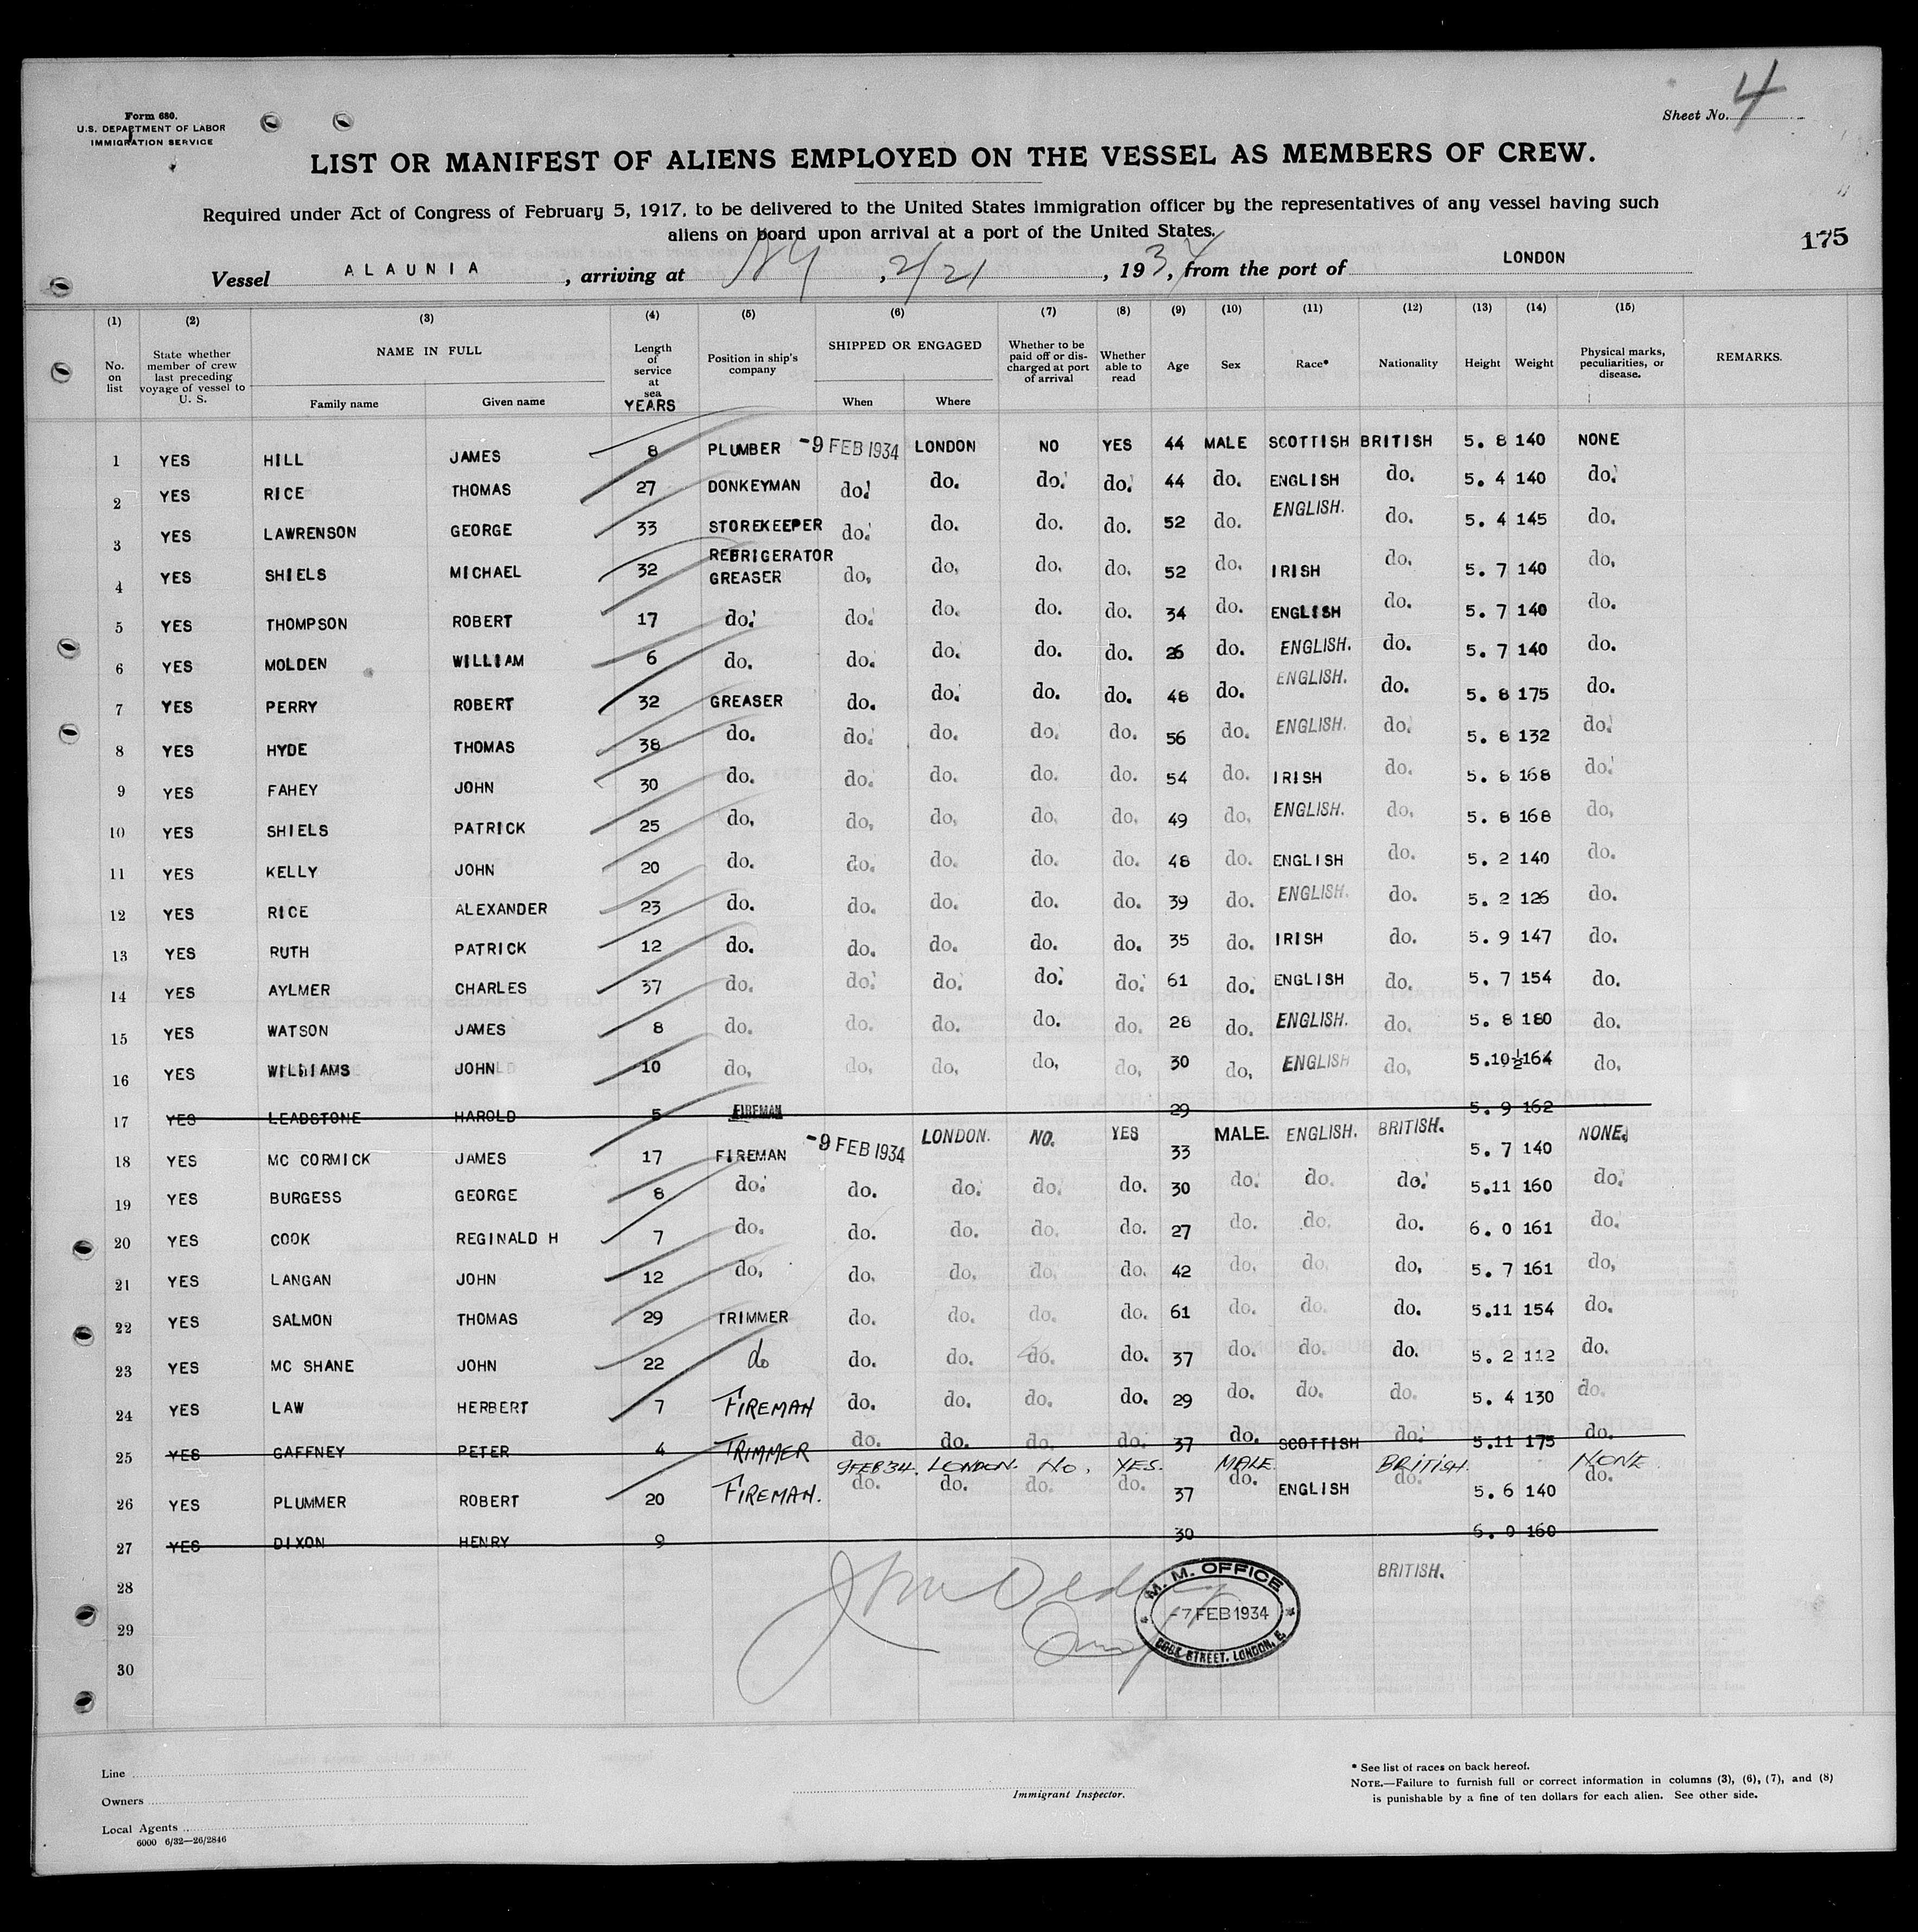 Form 680.
U.S. DEPARTMENT OF LABOR
IMMIGRATION SERVICE
Sheet No. 4
LIST OR MANIFEST OF ALIENS EMPLOYED ON THE VESSEL AS MEMBERS OF CREW.
Required under Act of Congress of February 5, 1917, to be delivered to the United States immigration officer by the representatives of any vessel having such
aliens on board upon arrival at a port of the United States.
175
Vessel ALAUNIA, arriving at NY, 2/21, 1934, from the port of LONDON
(1) (2) (3) (4) (5) (6) (7) (8) (9) (10) (11) (12) (13) (14) (15)
No. on list
State whether member of crew last preceding voyage of vessel to U. S.
NAME IN FULL
Family name Given name
Length of service at sea YEARS
Position in ship's company
SHIPPED OR ENGAGED
When Where
Whether to be paid off or discharged at port of arrival
Whether able to read
Age
Sex
Race*
Nationality
Height
Weight
Physical marks, peculiarities, or disease.
REMARKS.
1 YES HILL JAMES 8 PLUMBER -9 FEB 1934 LONDON NO YES 44 MALE SCOTTISH BRITISH 5. 8 140 NONE
2 YES RICE THOMAS 27 DONKEYMAN do. do. do. do. 44 do. ENGLISH do. 5. 4 140 do.
3 YES LAWRENSON GEORGE 33 STOREKEEPER do. do. do. do. 52 do. ENGLISH. do. 5. 4 145 do.
4 YES SHIELS MICHAEL 32 REFRIGERATOR GREASER do. do. do. do. 52 do. IRISH do. 5. 7 140 do.
5 YES THOMPSON ROBERT 17 do. do. do. do. do. 34 do. ENGLISH do. 5. 7 140 do.
6 YES MOLDEN WILLIAM 6 do. do. do. do. do. 26 do. ENGLISH. do. 5. 7 140 do.
7 YES PERRY ROBERT 32 GREASER do. do. do. do. 48 do. ENGLISH. do. 5. 8 175 do.
8 YES HYDE THOMAS 38 do. do. do. do. do. 56 do. ENGLISH. do. 5. 8 132 do.
9 YES FAHEY JOHN 30 do. do. do. do. do. 54 do. IRISH do. 5. 8 168 do.
10 YES SHIELS PATRICK 25 do. do. do. do. do. 49 do. ENGLISH. do. 5. 8 168 do.
11 YES KELLY JOHN 20 do. do. do. do. do. 48 do. ENGLISH do. 5. 2 140 do.
12 YES RICE ALEXANDER 23 do. do. do. do. do. 39 do. ENGLISH. do. 5. 2 126 do.
13 YES RUTH PATRICK 12 do. do. do. do. do. 35 do. IRISH do. 5. 9 147 do.
14 YES AYLMER CHARLES 37 do. do. do. do. do. 61 do. ENGLISH do. 5. 7 154 do.
15 YES WATSON JAMES 8 do. do. do. do. do. 28 do. ENGLISH. do. 5. 8 180 do.
16 YES WILLIAMS JOHN 10 do. do. do. do. do. 30 do. ENGLISH do. 5.10½ 164 do.
17 YES LEADSTONE HAROLD 5 FIREMAN 29 5. 9 162
18 YES MC CORMICK JAMES 17 FIREMAN -9 FEB 1934 LONDON. NO. YES 33 MALE. ENGLISH. BRITISH. 5. 7 140 NONE.
19 YES BURGESS GEORGE 8 do. do. do. do. do. 30 do. do. do. 5.11 160 do.
20 YES COOK REGINALD H 7 do. do. do. do. do. 27 do. do. do. 6. 0 161 do.
21 YES LANGAN JOHN 12 do. do. do. do. do. 42 do. do. do. 5. 7 161 do.
22 YES SALMON THOMAS 29 TRIMMER do. do. do. do. 61 do. do. do. 5.11 154 do.
23 YES MC SHANE JOHN 22 do do. do. do. do. 37 do. do. do. 5. 2 112 do.
24 YES LAW HERBERT 7 FIREMAN do. do. do. do. 29 do. do. do. 5. 4 130 do.
25 YES GAFFNEY PETER 4 TRIMMER do. do. do. do. 37 do. SCOTTISH do. 5.11 175 do.
9 FEB 34. LONDON. No. YES. MALE. BRITISH. NONE.
26 YES PLUMMER ROBERT 20 FIREMAN. do. do. do. do. 37 do. ENGLISH do. 5. 6 140 do.
27 YES DIXON HENRY 9 30 6. 0 160
28 BRITISH.
29
30
M. M. OFFICE
-7 FEB 1934
STREET, LONDON, E.
Line
Owners
Local Agents
6000 6/32—26/2846
Immigrant Inspector.
* See list of races on back hereof.
NOTE.—Failure to furnish full or correct information in columns (3), (6), (7), and (8)
is punishable by a fine of ten dollars for each alien. See other side.